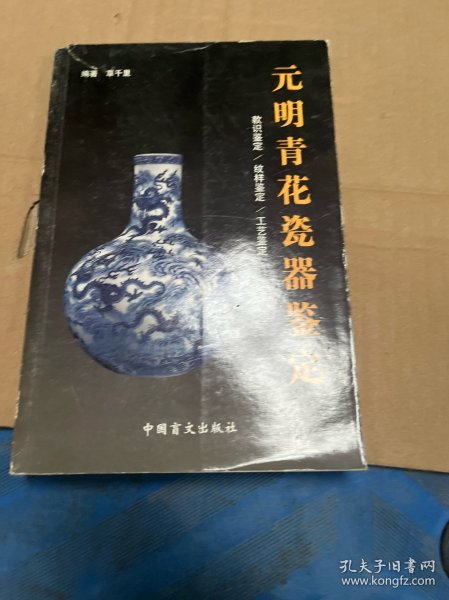 编著 草千里
元明青花瓷器鉴定
款识鉴定／纹样鉴定／工艺鉴定
中国盲文出版社
孔夫子旧书网
www.kongfz.com